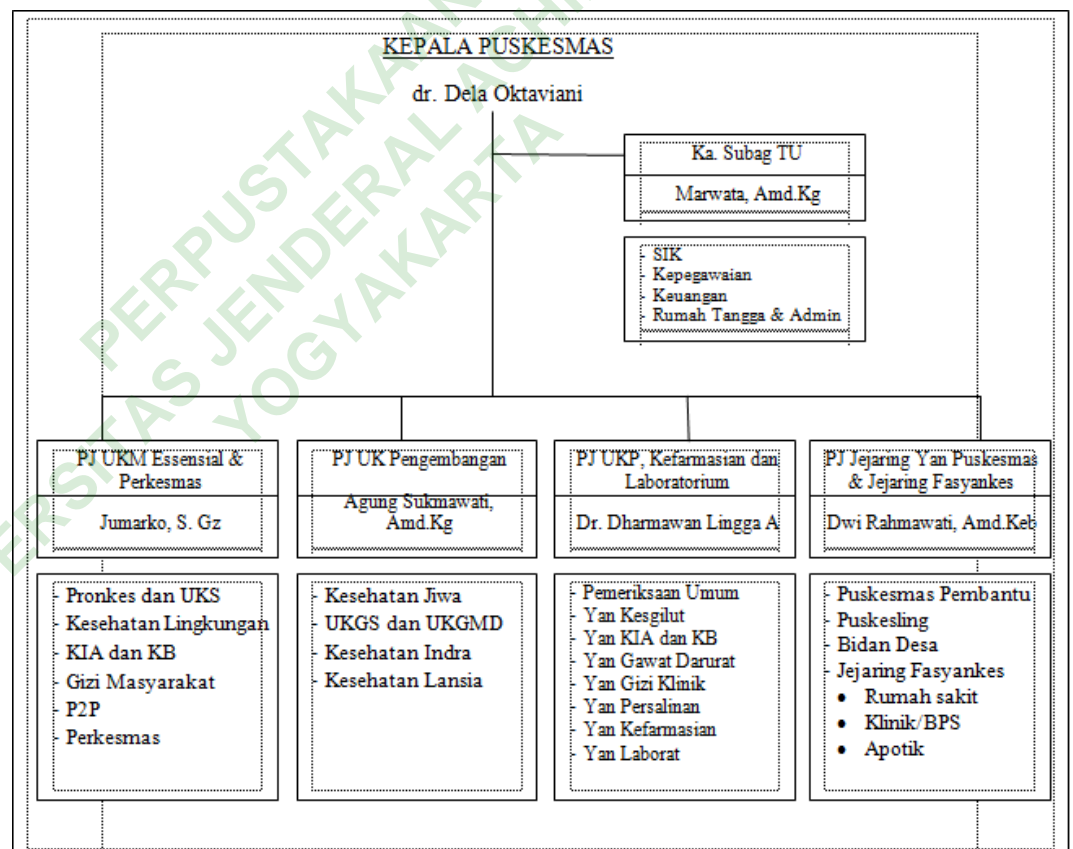 KEPALA PUSKESMAS
dr. Dela Oktaviani
Ka. Subag TU
Marwata, Amd.Kg
- SIK
- Kepegawaian
- Keuangan
- Rumah Tangga & Admin
PJ UKM Essensial &
Perkesmas
Jumarko, S. Gz
- Pronkes dan UKS
- Kesehatan Lingkungan
- KIA dan KB
- Gizi Masyarakat
- P2P
- Perkesmas
PJ UK Pengembangan
Agung Sukmawati,
Amd.Kg
- Kesehatan Jiwa
- UKGS dan UKGMD
- Kesehatan Indra
- Kesehatan Lansia
PJ UKP, Kefarmasian dan
Laboratorium
Dr. Dharmawan Lingga A
- Pemeriksaan Umum
- Yan Kesgilut
- Yan KIA dan KB
- Yan Gawat Darurat
- Yan Gizi Klinik
- Yan Persalinan
- Yan Kefarmasian
- Yan Laborat
PJ Jejaring Yan Puskesmas
& Jejaring Fasyankes
Dwi Rahmawati, Amd.Keb
- Puskesmas Pembantu
- Puskesling
- Bidan Desa
- Jejaring Fasyankes
• Rumah sakit
• Klinik/BPS
• Apotik
PERPUSTAKAAN
ERSITAS JENDERAL ACHM
YOGYAKARTA